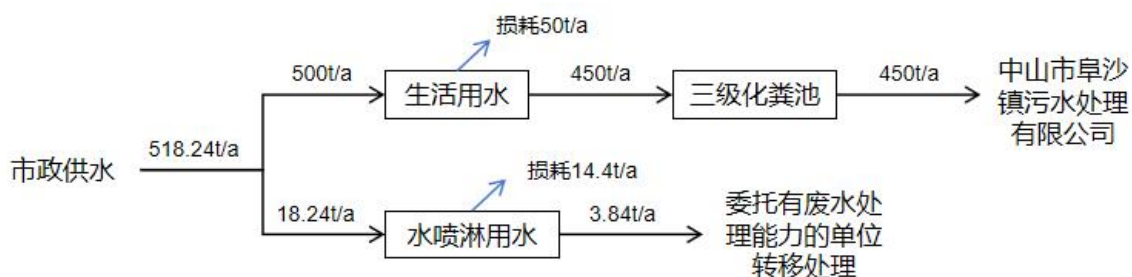 损耗50t/a
500t/a
生活用水
450t/a
三级化粪池
450t/a
中山市阜沙
镇污水处理
有限公司
市政供水
518.24t/a
损耗14.4t/a
18.24t/a
水喷淋用水
3.84t/a
委托有废水处
理能力的单位
转移处理